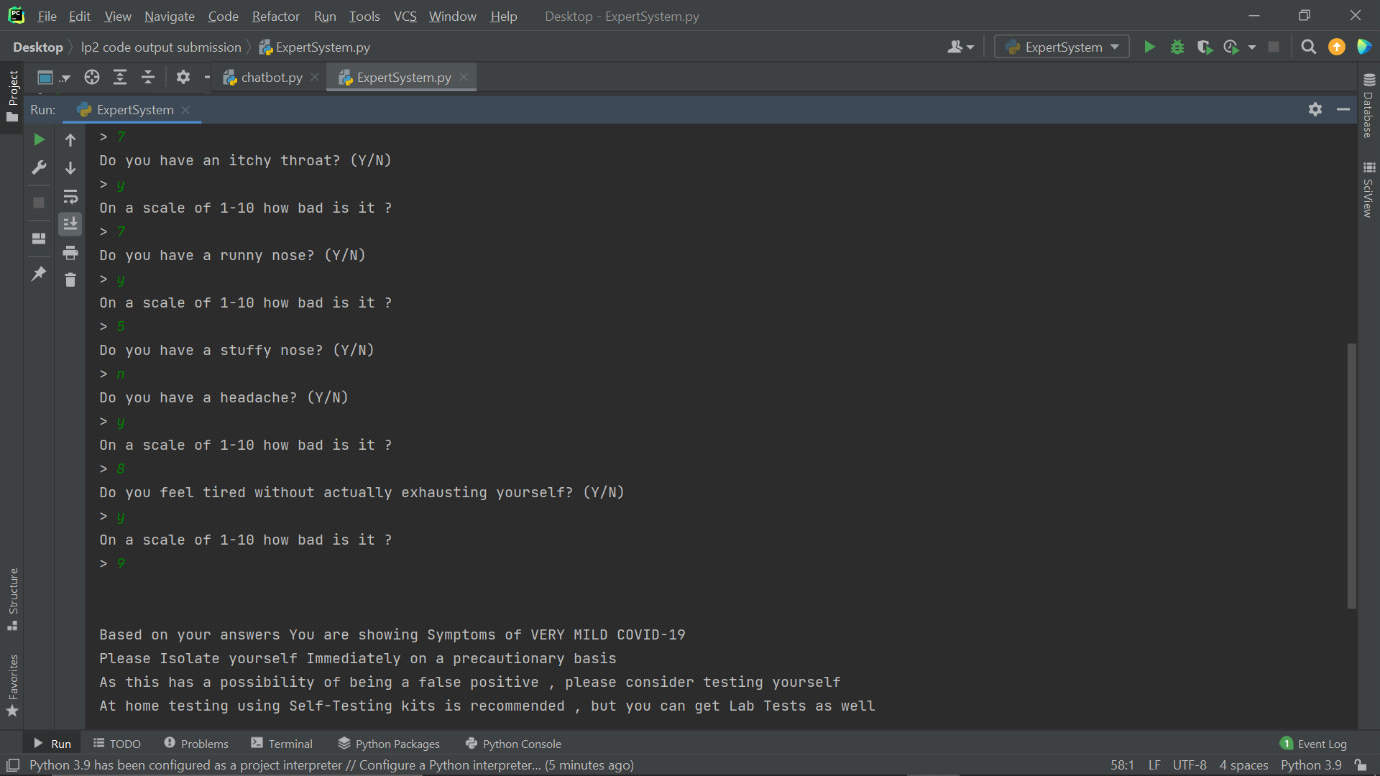 File Edit View Navigate Code Refactor Run Tools VCS Window Help Desktop - ExpertSystem.py
Desktop lp2 code output submission ExpertSystem.py ExpertSystem
Project
.. chatbot.py ExpertSystem.py
Run: ExpertSystem
> 7
Do you have an itchy throat? (Y/N)
> y
On a scale of 1-10 how bad is it ?
> 7
Do you have a runny nose? (Y/N)
> y
On a scale of 1-10 how bad is it ?
> 5
Do you have a stuffy nose? (Y/N)
> n
Do you have a headache? (Y/N)
> y
On a scale of 1-10 how bad is it ?
> 8
Do you feel tired without actually exhausting yourself? (Y/N)
> y
On a scale of 1-10 how bad is it ?
> 9
Based on your answers You are showing Symptoms of VERY MILD COVID-19
Please Isolate yourself Immediately on a precautionary basis
As this has a possibility of being a false positive , please consider testing yourself
At home testing using Self-Testing kits is recommended , but you can get Lab Tests as well
Structure
Favorites
Database
SciView
Run TODO Problems Terminal Python Packages Python Console 1 Event Log
Python 3.9 has been configured as a project interpreter // Configure a Python interpreter... (5 minutes ago) 58:1 LF UTF-8 4 spaces Python 3.9